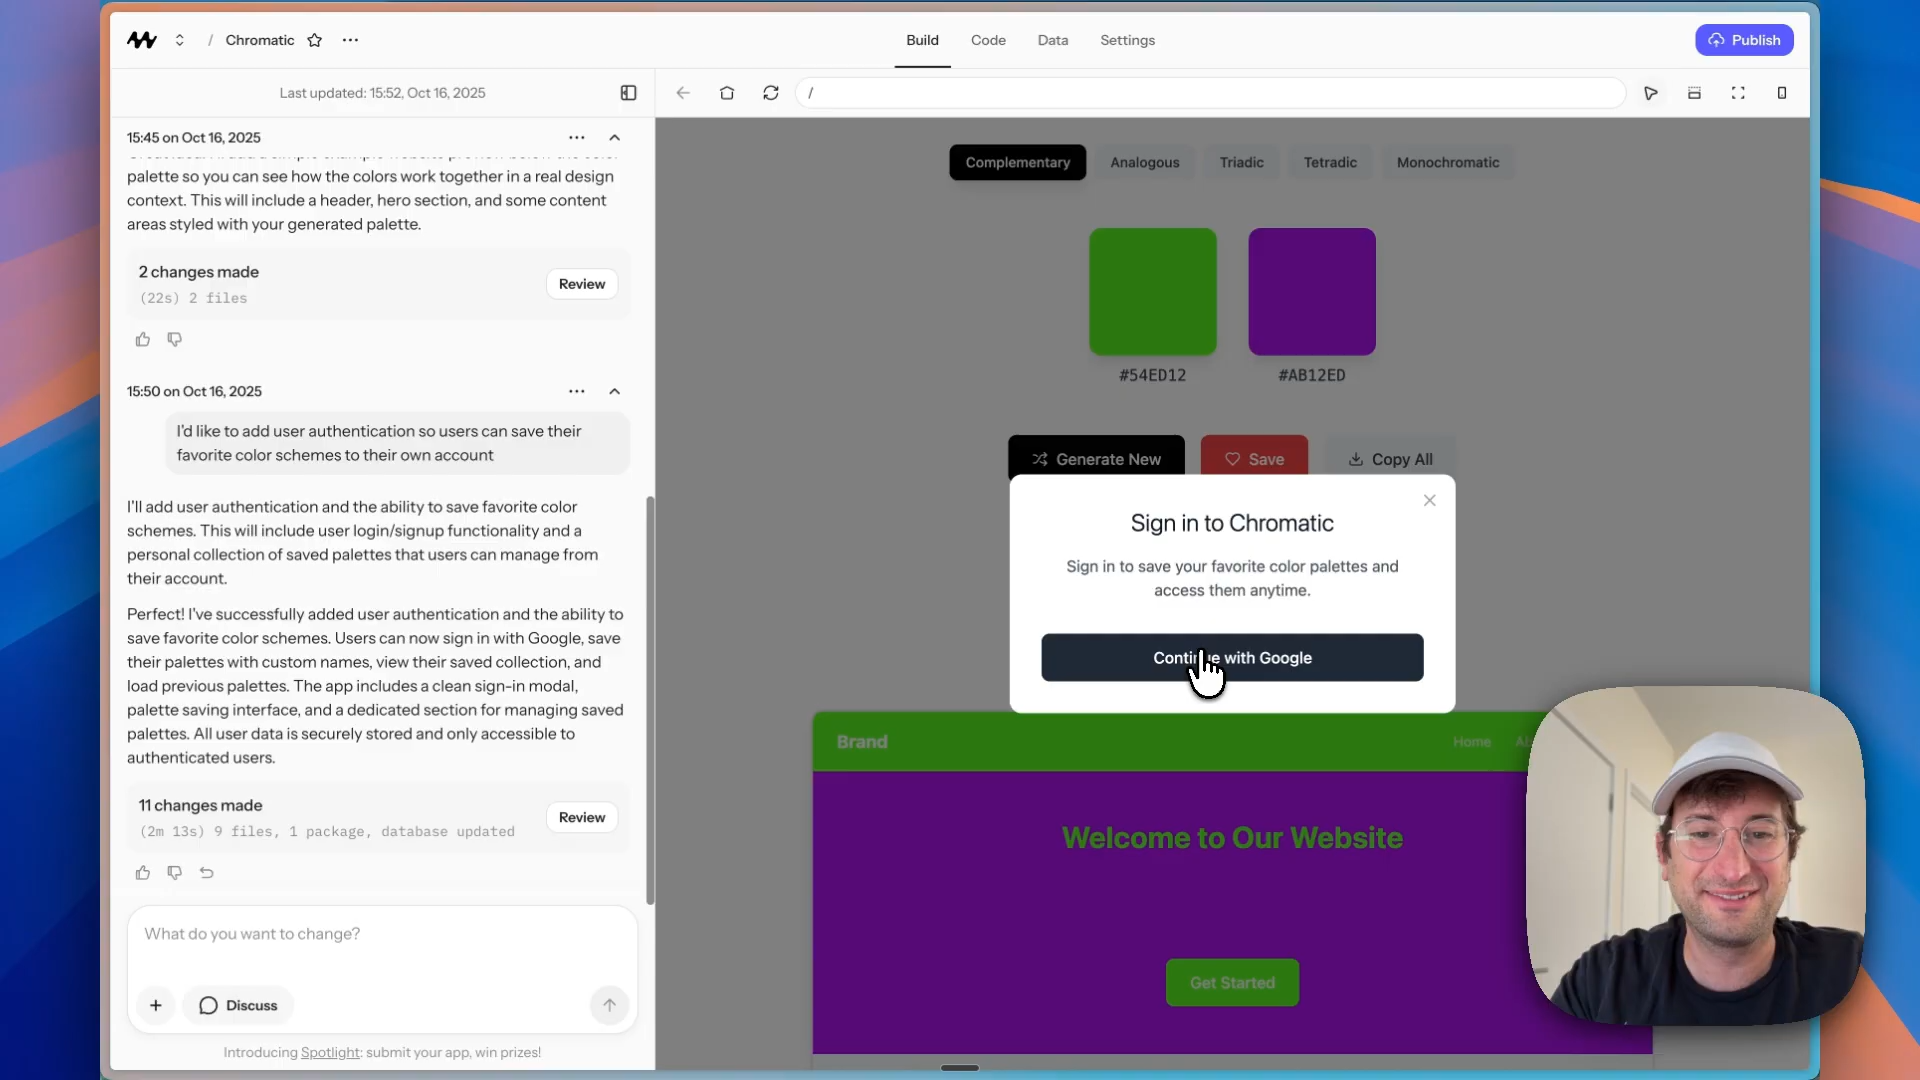 / Chromatic
Build Code Data Settings
Publish
Last updated: 15:52, Oct 16, 2025
/
15:45 on Oct 16, 2025
palette so you can see how the colors work together in a real design
context. This will include a header, hero section, and some content
areas styled with your generated palette.
2 changes made
(22s) 2 files
Review
15:50 on Oct 16, 2025
I'd like to add user authentication so users can save their
favorite color schemes to their own account
I'll add user authentication and the ability to save favorite color
schemes. This will include user login/signup functionality and a
personal collection of saved palettes that users can manage from
their account.
Perfect! I've successfully added user authentication and the ability to
save favorite color schemes. Users can now sign in with Google, save
their palettes with custom names, view their saved collection, and
load previous palettes. The app includes a clean sign-in modal,
palette saving interface, and a dedicated section for managing saved
palettes. All user data is securely stored and only accessible to
authenticated users.
11 changes made
(2m 13s) 9 files, 1 package, database updated
Review
What do you want to change?
Discuss
Introducing Spotlight: submit your app, win prizes!
Complementary Analogous Triadic Tetradic Monochromatic
#54ED12 #AB12ED
Generate New Save Copy All
Sign in to Chromatic
Sign in to save your favorite color palettes and
access them anytime.
Continue with Google
Brand
Home
Welcome to Our Website
Get Started